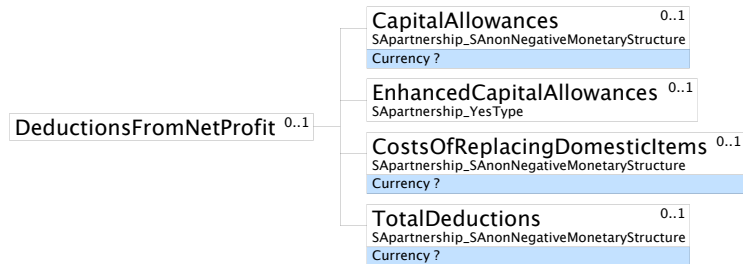 CapitalAllowances 0..1
SApartnership_SAnonNegativeMonetaryStructure
Currency ?
EnhancedCapitalAllowances 0..1
SApartnership_YesType
DeductionsFromNetProfit 0..1
CostsOfReplacingDomesticItems 0..1
SApartnership_SAnonNegativeMonetaryStructure
Currency ?
TotalDeductions 0..1
SApartnership_SAnonNegativeMonetaryStructure
Currency ?